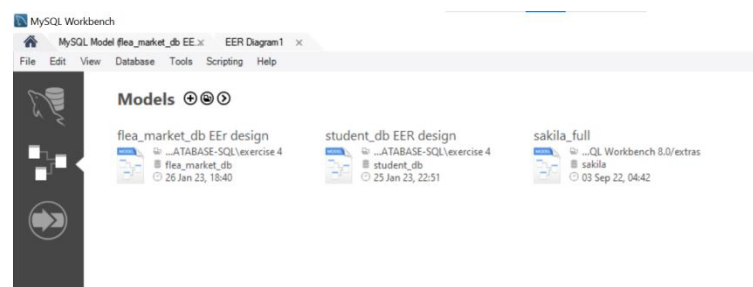 MySQL Workbench
MySQL Model (flea_market_db EE.x EER Diagram1 x
File Edit View Database Tools Scripting Help
Models
flea_market_db EEr design
...ATABASE-SQL\exercise 4
flea_market_db
26 Jan 23, 18:40
student_db EER design
...ATABASE-SQL\exercise 4
student_db
25 Jan 23, 22:51
sakila_full
...QL Workbench 8.0/extras
sakila
03 Sep 22, 04:42